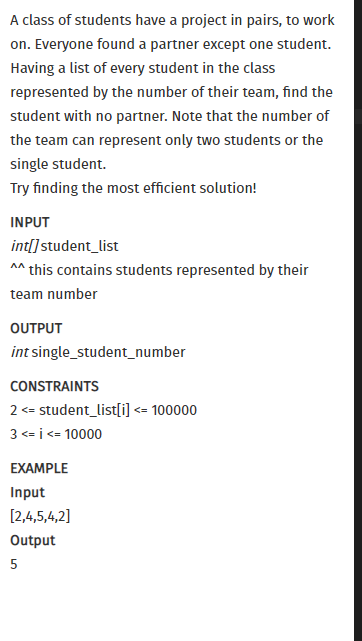 A class of students have a project in pairs, to work
on. Everyone found a partner except one student.
Having a list of every student in the class
represented by the number of their team, find the
student with no partner. Note that the number of
the team can represent only two students or the
single student.
Try finding the most efficient solution!
INPUT
int[] student_list
^^ this contains students represented by their
team number
OUTPUT
int single_student_number
CONSTRAINTS
2 <= student_list[i] <= 100000
3 <= i <= 10000
EXAMPLE
Input
[2,4,5,4,2]
Output
5